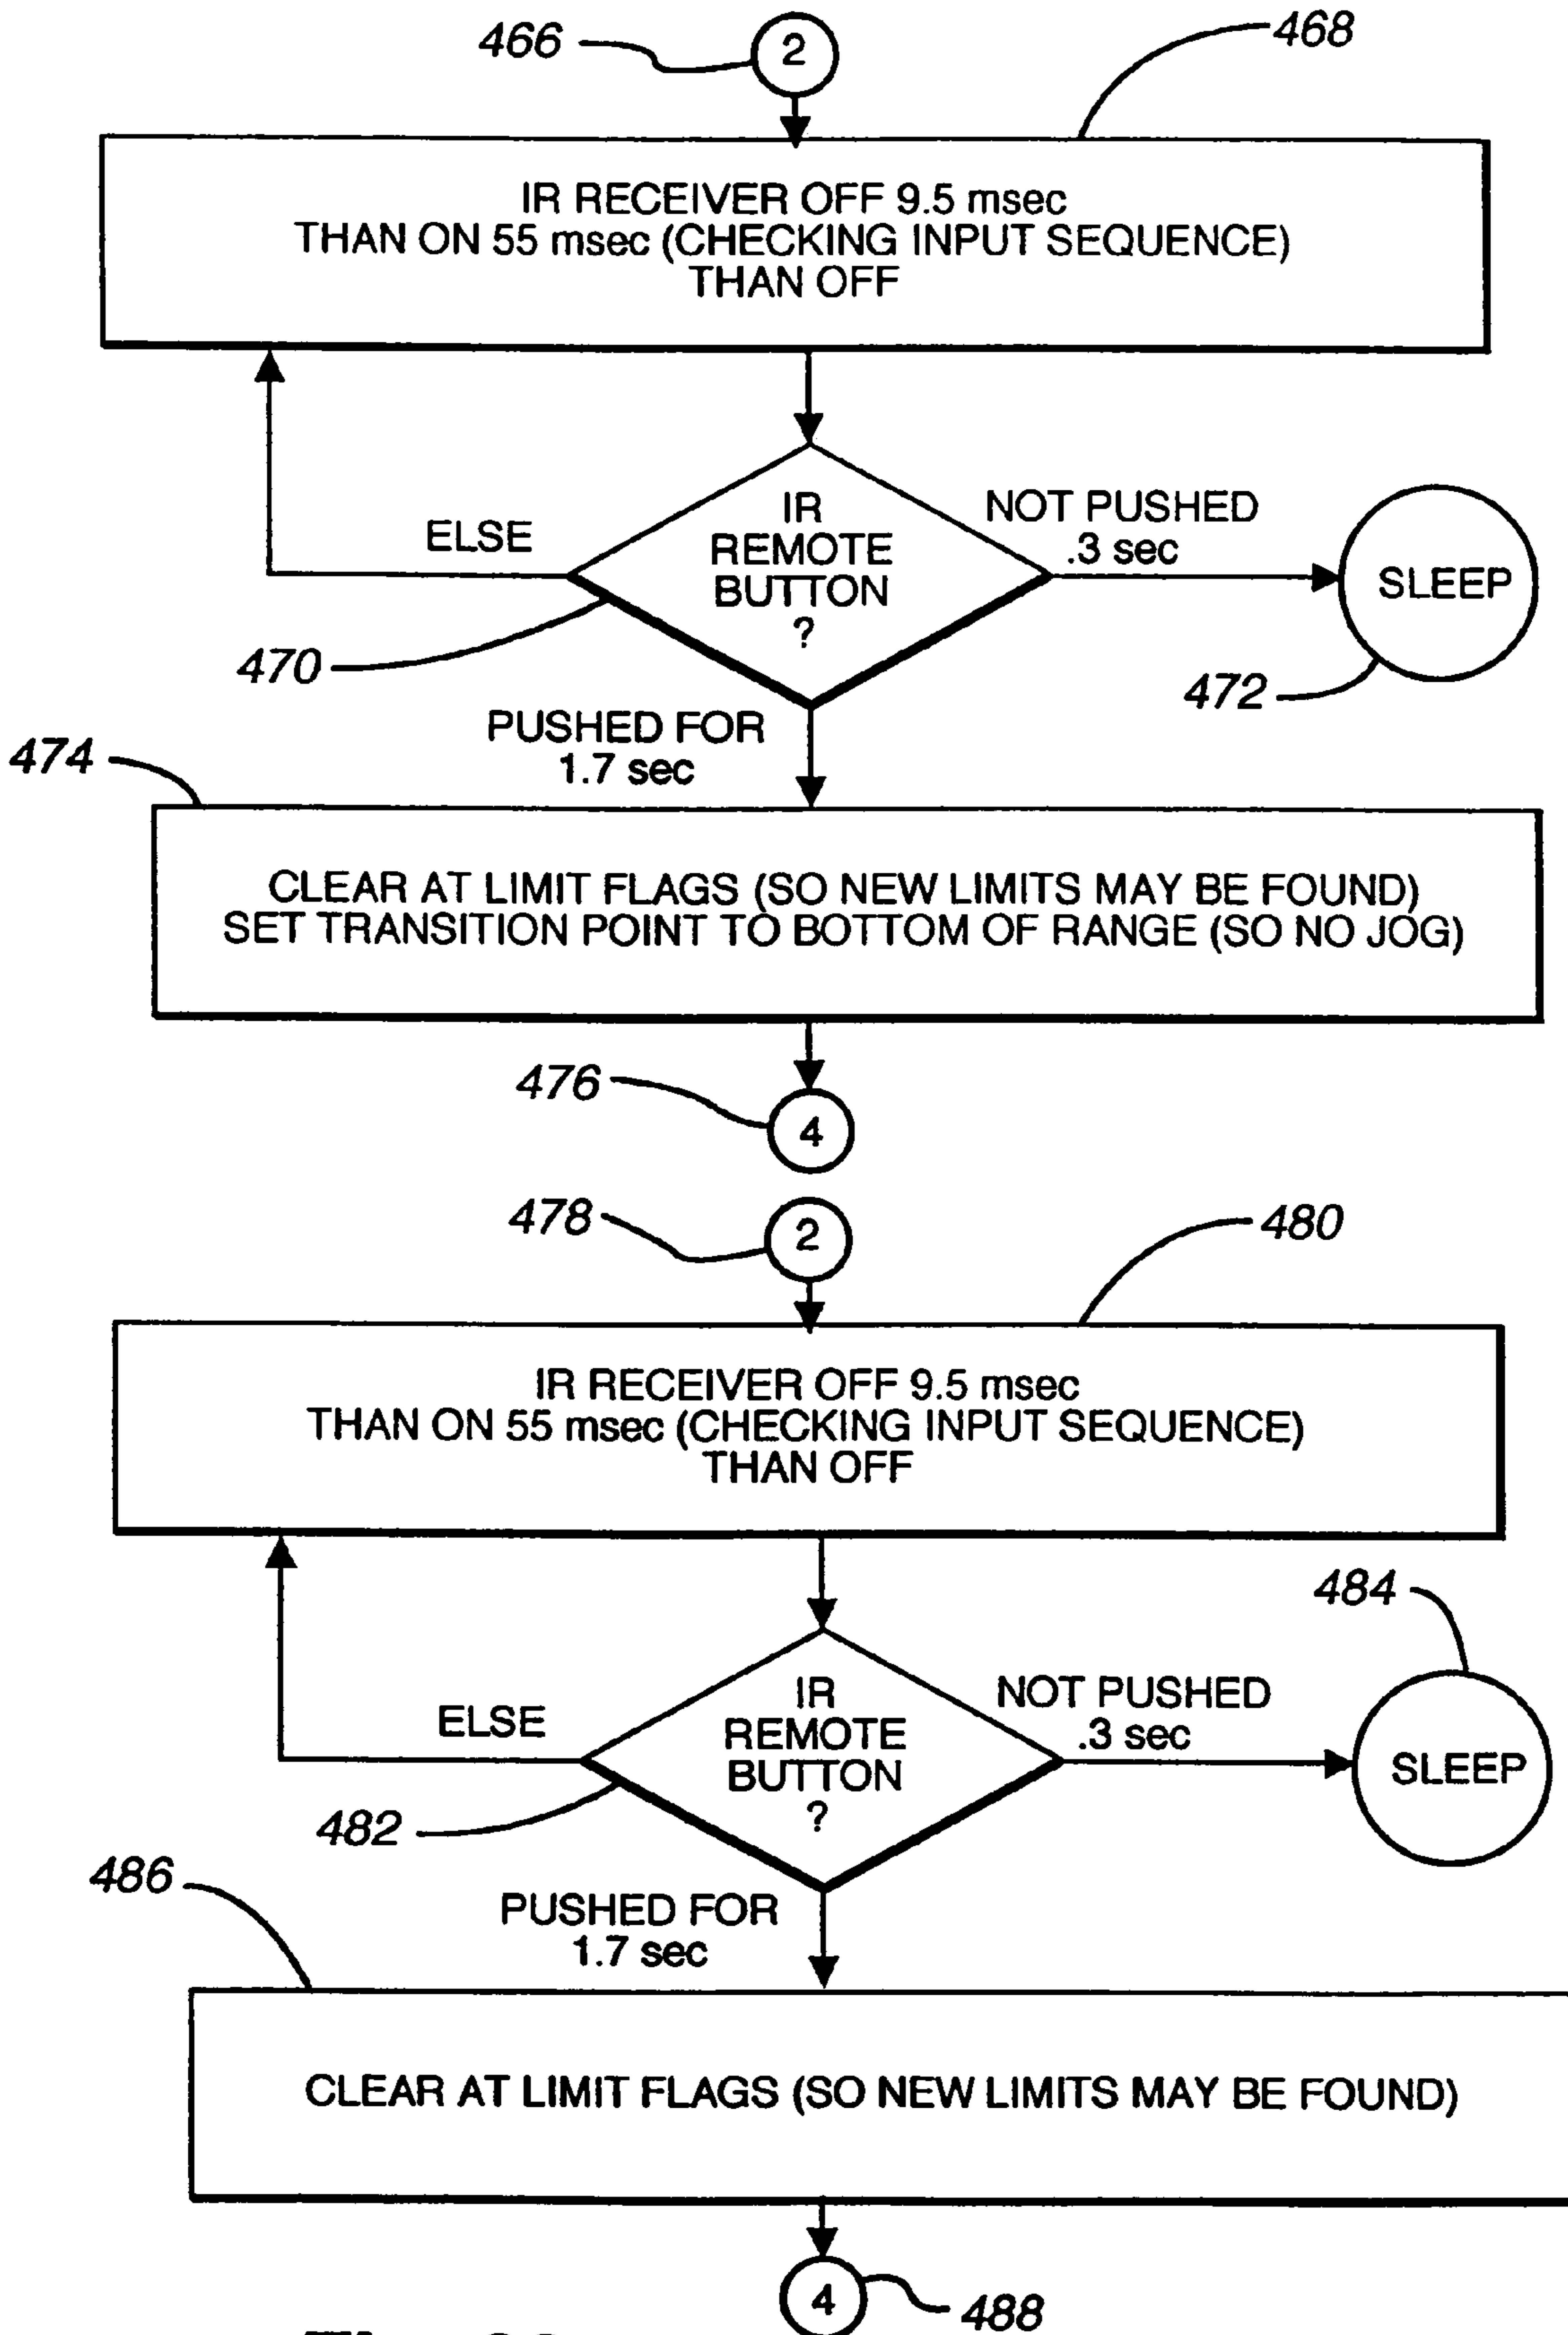 466
2
468
IR RECEIVER OFF 9.5 msec
THAN ON 55 msec (CHECKING INPUT SEQUENCE)
THAN OFF
ELSE
IR
REMOTE
BUTTON
?
NOT PUSHED
.3 sec
SLEEP
470
472
PUSHED FOR
1.7 sec
474
CLEAR AT LIMIT FLAGS (SO NEW LIMITS MAY BE FOUND)
SET TRANSITION POINT TO BOTTOM OF RANGE (SO NO JOG)
476
4
478
2
480
IR RECEIVER OFF 9.5 msec
THAN ON 55 msec (CHECKING INPUT SEQUENCE)
THAN OFF
484
ELSE
IR
REMOTE
BUTTON
?
NOT PUSHED
.3 sec
SLEEP
482
486
PUSHED FOR
1.7 sec
CLEAR AT LIMIT FLAGS (SO NEW LIMITS MAY BE FOUND)
4
488